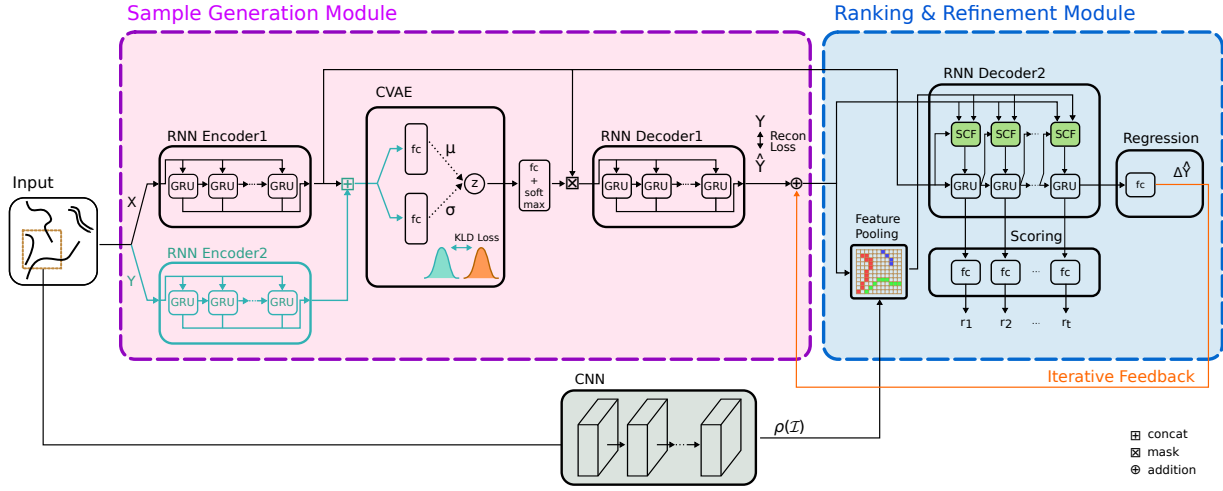 Sample Generation Module
Ranking & Refinement Module
Input
X
Y
RNN Encoder1
GRU GRU GRU
RNN Encoder2
GRU GRU GRU
CVAE
fc
μ
z
fc
σ
KLD Loss
fc
+
soft
max
RNN Decoder1
GRU GRU GRU
Y
Recon
Loss
Ŷ
RNN Decoder2
SCF SCF ... SCF
GRU GRU GRU
Regression
fc
ΔŶ
Feature
Pooling
Scoring
fc fc ... fc
r1 r2 ... rt
Iterative Feedback
CNN
ρ(ℐ)
concat
mask
addition